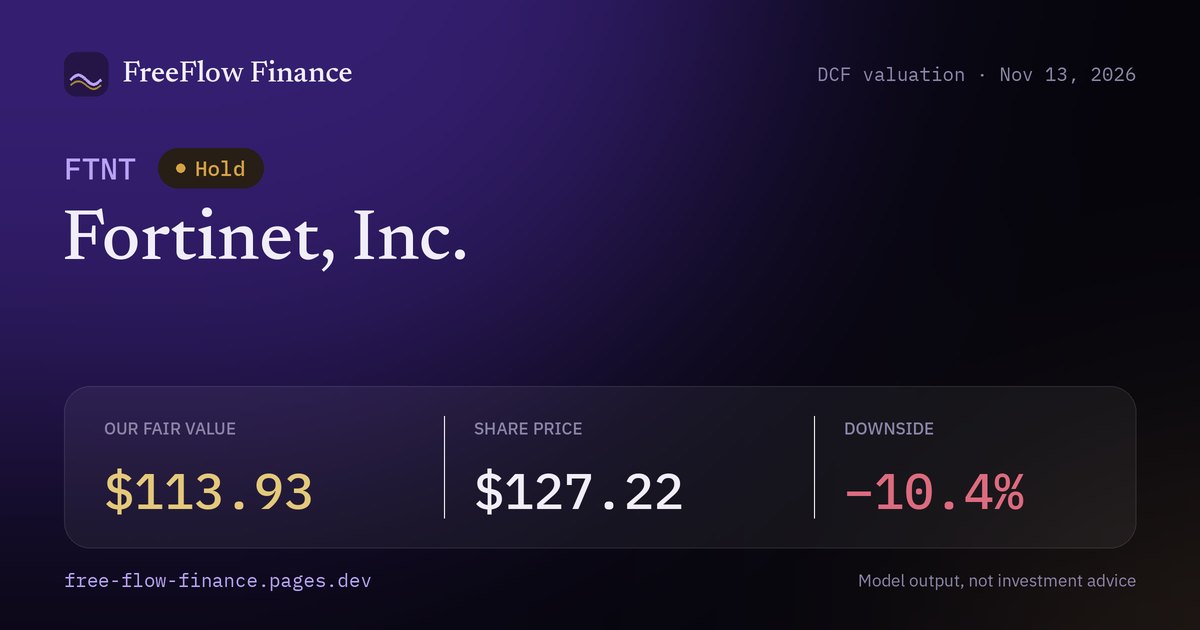 FreeFlow Finance
DCF valuation · Nov 13, 2026
FTNT
Hold
Fortinet, Inc.
OUR FAIR VALUE
SHARE PRICE
DOWNSIDE
$113.93
$127.22
−10.4%
free-flow-finance.pages.dev
Model output, not investment advice